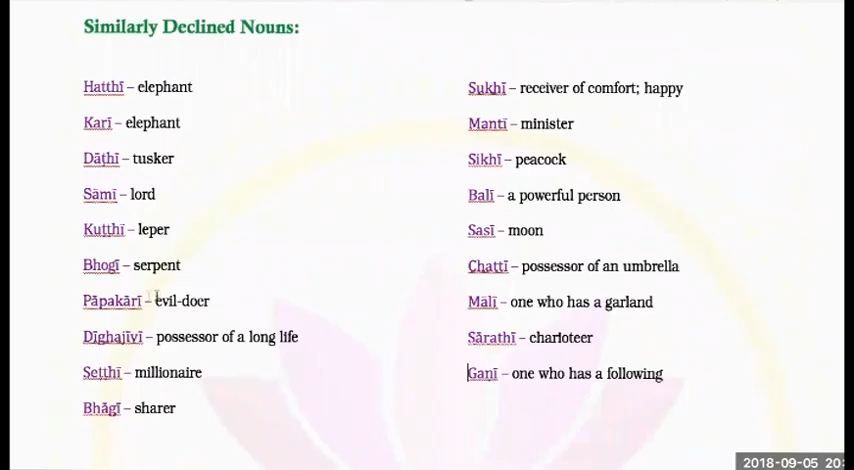 Similarly Declined Nouns:
Hatthī – elephant
Karī – elephant
Dāṭhī – tusker
Sāmī – lord
Kuṭṭhī – leper
Bhogī – serpent
Pāpakārī – evil-doer
Dīghajīvī – possessor of a long life
Seṭṭhī – millionaire
Bhāgī – sharer
Sukhī – receiver of comfort; happy
Mantī – minister
Sikhī – peacock
Balī – a powerful person
Sasī – moon
Chattī – possessor of an umbrella
Mālī – one who has a garland
Sārathī – charioteer
Gaṇī – one who has a following
2018-09-05 20: